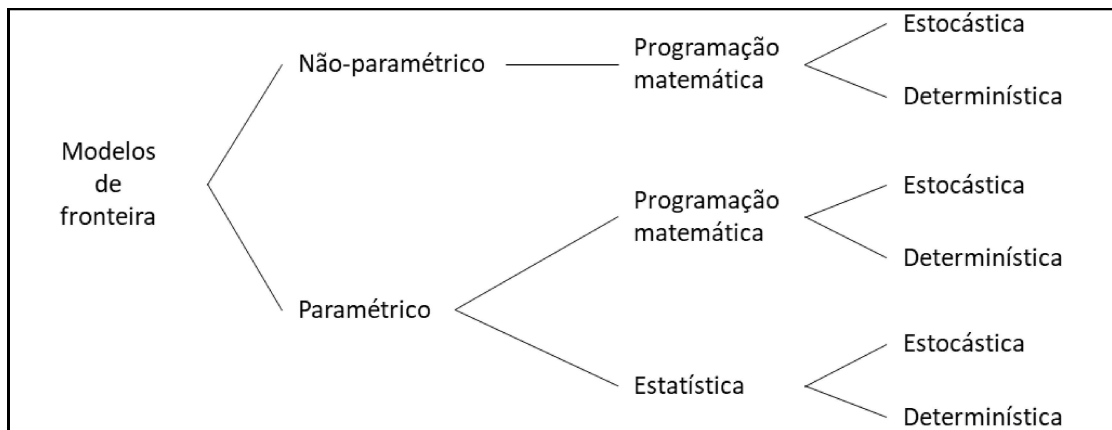 Modelos
de
fronteira
Não-paramétrico
Programação
matemática
Estocástica
Determinística
Paramétrico
Programação
matemática
Estocástica
Determinística
Estatística
Estocástica
Determinística